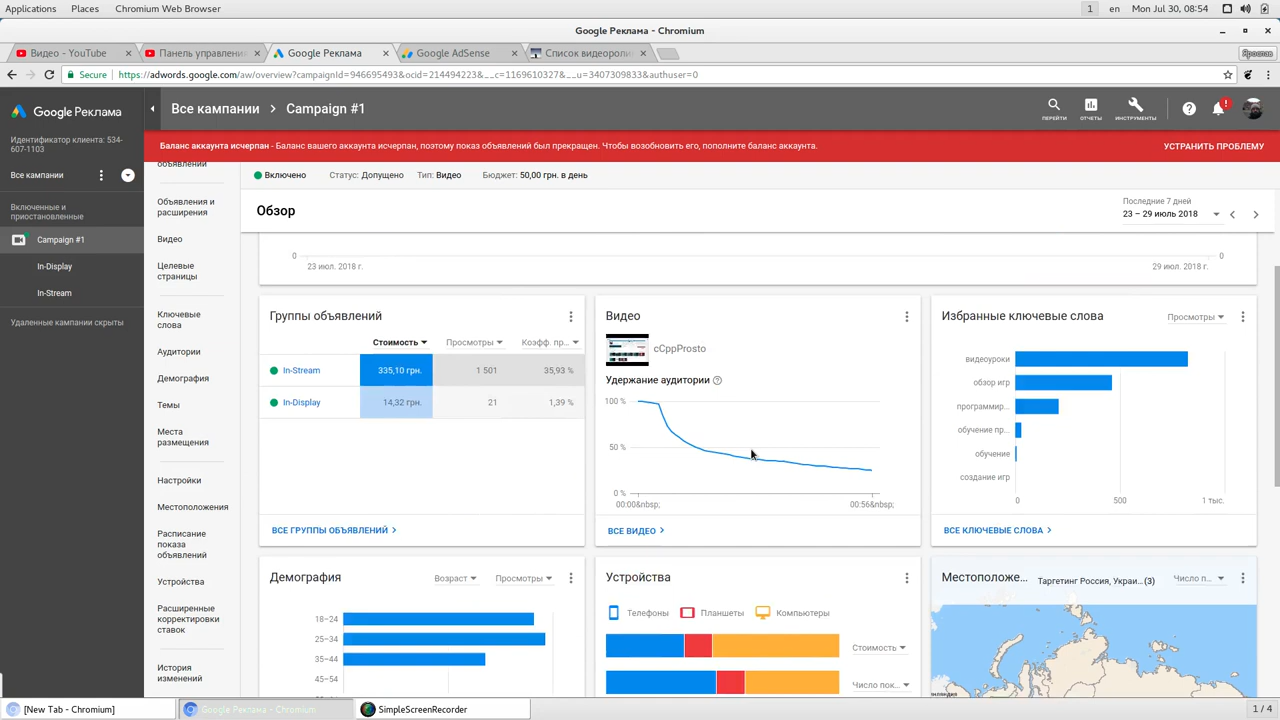 Applications Places Chromium Web Browser 1 en Mon Jul 30, 08:54
Google Реклама - Chromium
Видео - YouTube Панель управления Google Реклама Google AdSense Список видеоролик Ярослав
Secure https://adwords.google.com/aw/overview?campaignId=946695493&ocid=214494223&__c=1169610327&__u=3407309833&authuser=0
Google Реклама
Все кампании Campaign #1
ПЕРЕЙТИ ОТЧЕТЫ ИНСТРУМЕНТЫ
Идентификатор клиента: 534-
607-1103
Баланс аккаунта исчерпан - Баланс вашего аккаунта исчерпан, поэтому показ объявлений был прекращен. Чтобы возобновить его, пополните баланс аккаунта. УСТРАНИТЬ ПРОБЛЕМУ
Все кампании
Включенные и
приостановленные
Campaign #1
In-Display
In-Stream
Удаленные кампании скрыты
объявлений
Объявления и
расширения
Видео
Целевые
страницы
Ключевые
слова
Аудитории
Демография
Темы
Места
размещения
Настройки
Местоположения
Расписание
показа
объявлений
Устройства
Расширенные
корректировки
ставок
История
изменений
Включено Статус: Допущено Тип: Видео Бюджет: 50,00 грн. в день
Обзор
Последние 7 дней
23 – 29 июль 2018
0 0
23 июл. 2018 г. 29 июл. 2018 г.
Группы объявлений
Стоимость Просмотры Коэфф. пр...
In-Stream 335,10 грн. 1 501 35,93 %
In-Display 14,32 грн. 21 1,39 %
ВСЕ ГРУППЫ ОБЪЯВЛЕНИЙ
Видео
cCppProsto
Удержание аудитории
100 %
50 %
0 %
00:00&nbsp; 00:56&nbsp;
ВСЕ ВИДЕО
Избранные ключевые слова Просмотры
видеоуроки
обзор игр
программир...
обучение пр...
обучение
создание игр
0 500 1 тыс.
ВСЕ КЛЮЧЕВЫЕ СЛОВА
Демография Возраст Просмотры
18–24
25–34
35–44
45–54
Устройства
Телефоны Планшеты Компьютеры
Стоимость
Число пок...
Местоположе... Таргетинг Россия, Украи... (3) Число п...
[New Tab - Chromium] Google Реклама - Chromium SimpleScreenRecorder 1 / 4